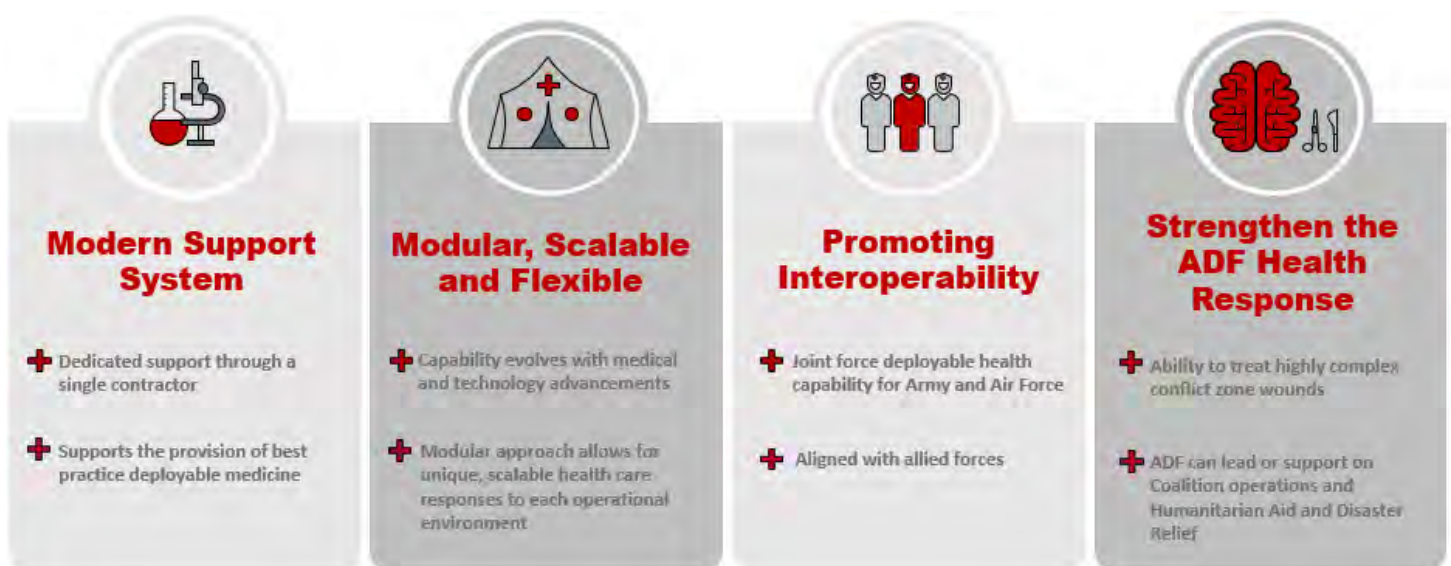 Modern Support
System
Dedicated support through a
single contractor
Supports the provision of best
practice deployable medicine
Modular, Scalable
and Flexible
Capability evolves with medical
and technology advancements
Modular approach allows for
unique, scalable health care
responses to each operational
environment
Promoting
Interoperability
Joint force deployable health
capability for Army and Air Force
Aligned with allied forces
Strengthen the
ADF Health
Response
Ability to treat highly complex
conflict zone wounds
ADF can lead or support on
Coalition operations and
Humanitarian Aid and Disaster
Relief